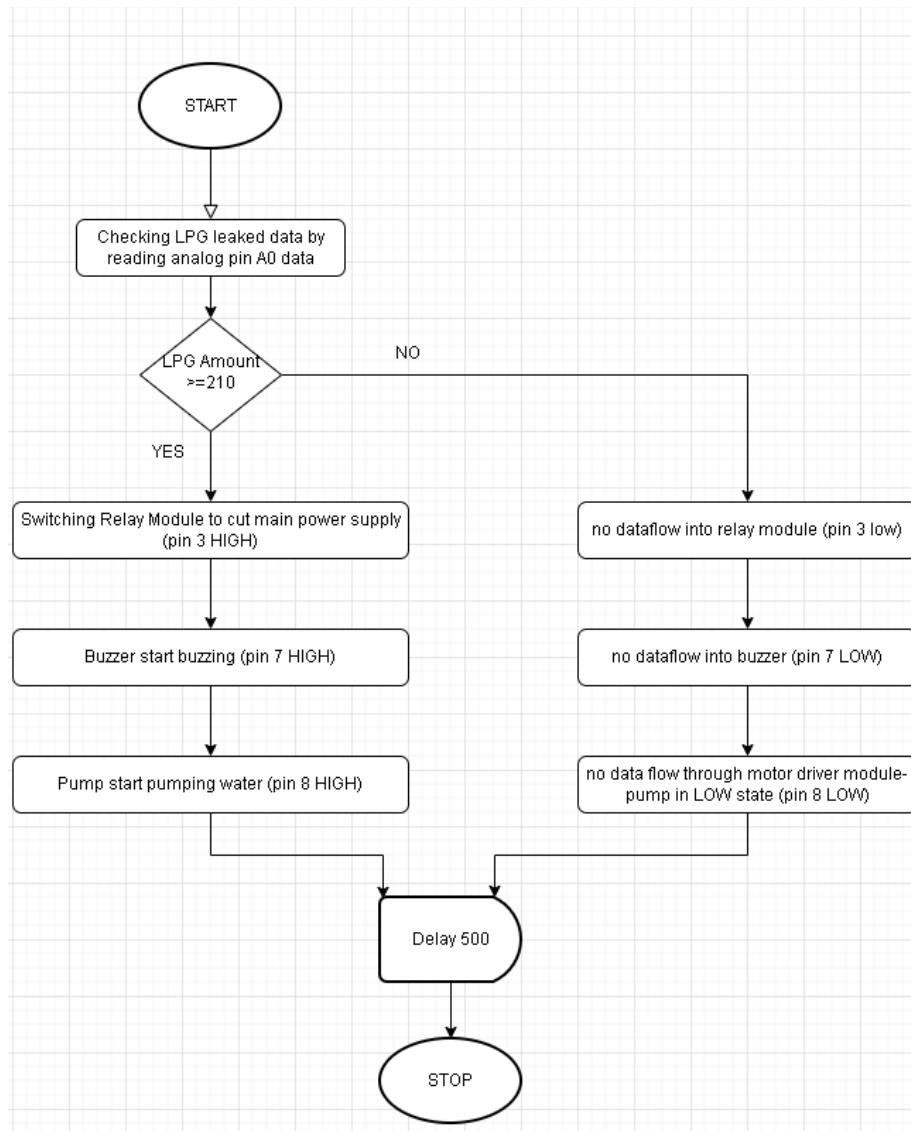 START
Checking LPG leaked data by
reading analog pin A0 data
LPG Amount
>=210
NO
YES
Switching Relay Module to cut main power supply
(pin 3 HIGH)
no dataflow into relay module (pin 3 low)
Buzzer start buzzing (pin 7 HIGH)
no dataflow into buzzer (pin 7 LOW)
Pump start pumping water (pin 8 HIGH)
no data flow through motor driver module-
pump in LOW state (pin 8 LOW)
Delay 500
STOP